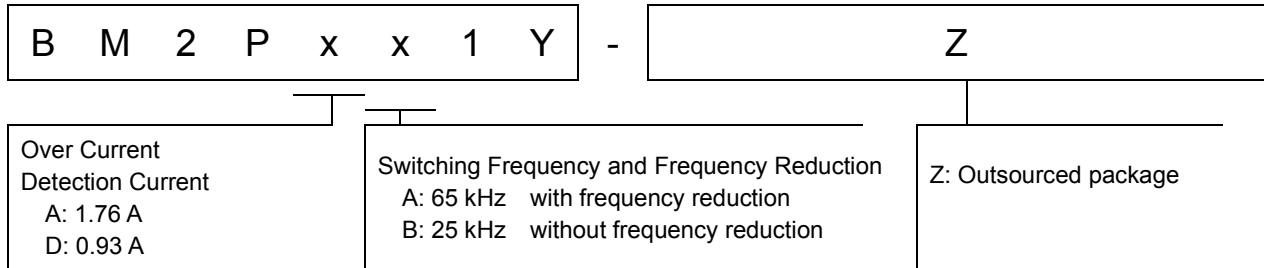 B M 2 P x x 1 Y - Z
Over Current
Detection Current
A: 1.76 A
D: 0.93 A
Switching Frequency and Frequency Reduction
A: 65 kHz with frequency reduction
B: 25 kHz without frequency reduction
Z: Outsourced package